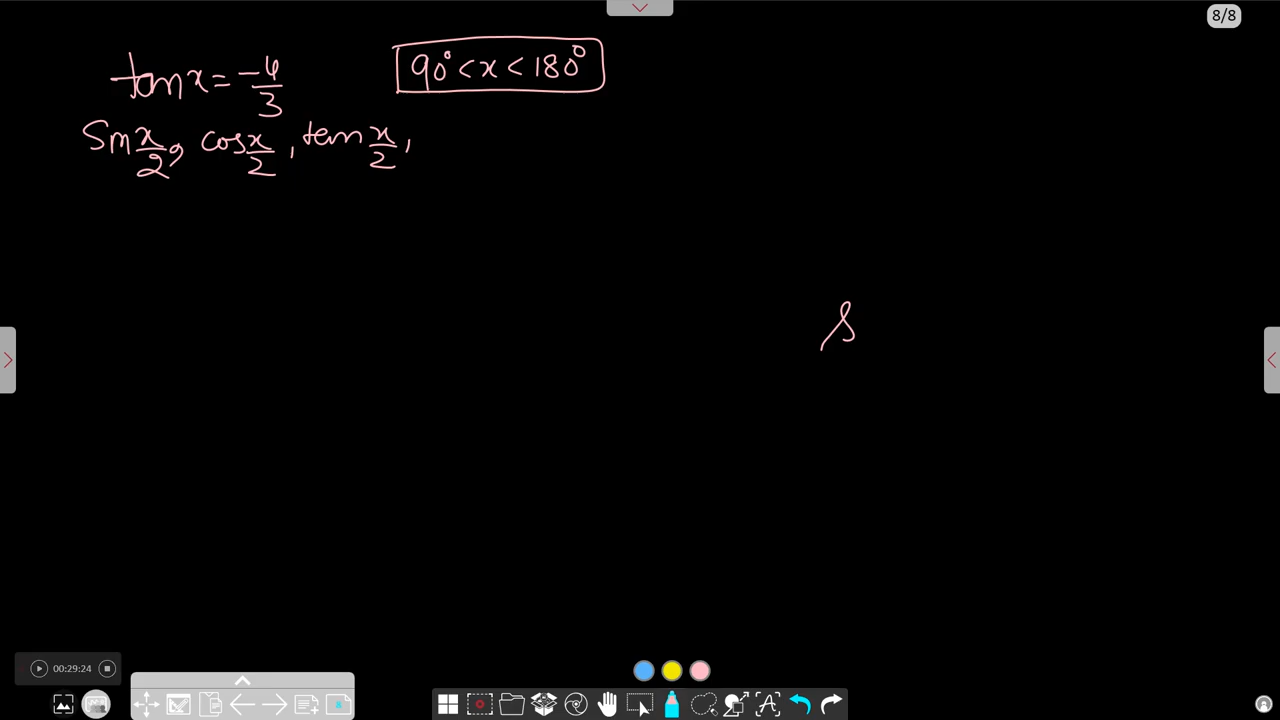 8/8
tan x = -4/3
90° < x < 180°
Sin x/2, cos x/2, tan x/2,
S
00:29:24